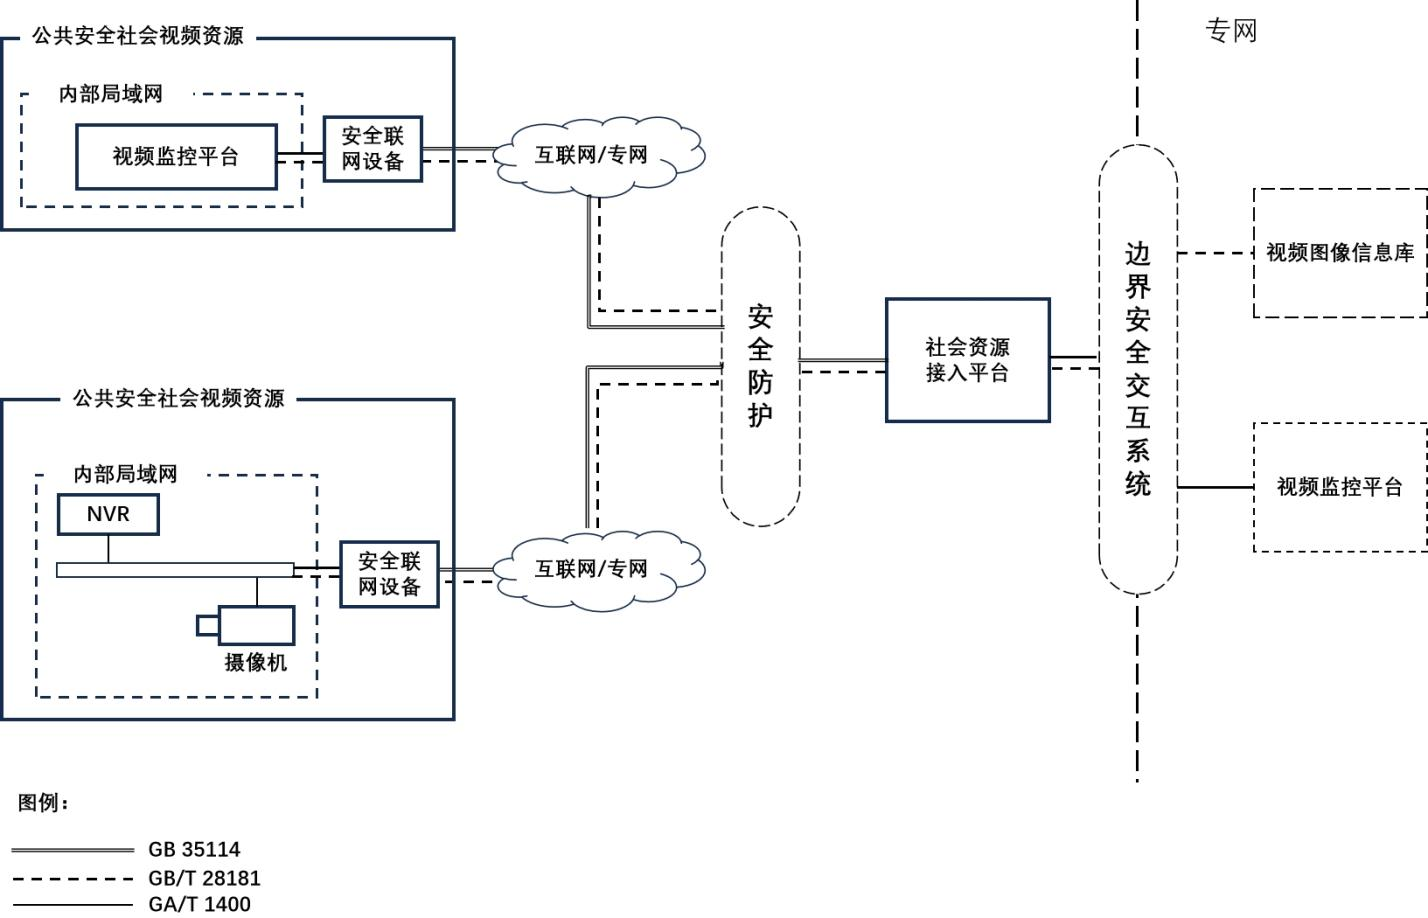 专网
公共安全社会视频资源
内部局域网
视频监控平台
安全联
网设备
互联网/专网
公共安全社会视频资源
内部局域网
NVR
摄像机
安全联
网设备
互联网/专网
安
全
防
护
社会资源
接入平台
边
界
安
全
交
互
系
统
视频图像信息库
视频监控平台
图例：
GB 35114
GB/T 28181
GA/T 1400